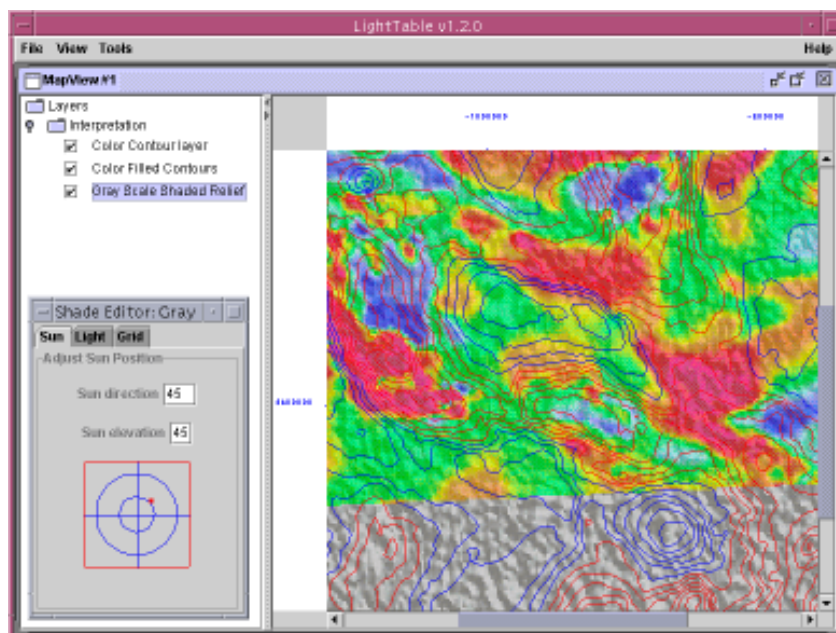 LightTable v1.2.0
File View Tools Help
MapView #1
Layers
Interpretation
Color Contour layer
Color Filled Contours
Gray Scale Shaded Relief
Shade Editor: Gray
Sun Light Grid
Adjust Sun Position
Sun direction 45
Sun elevation 45